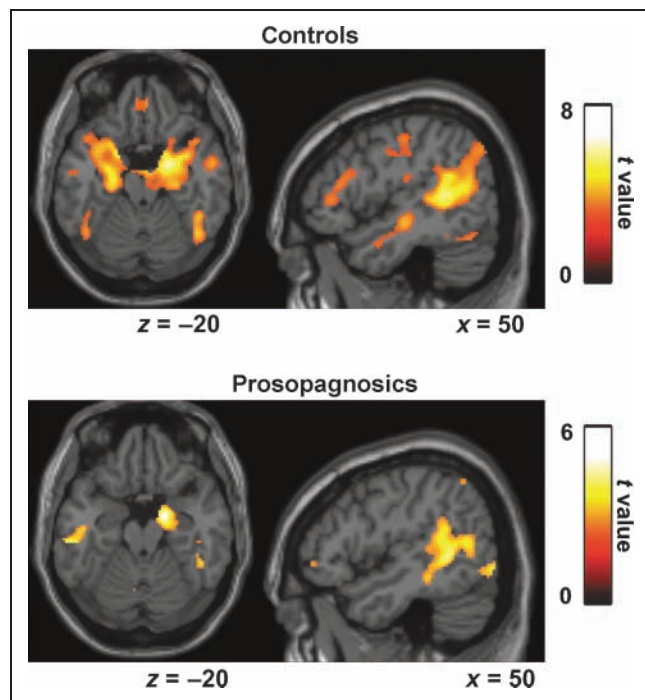 Controls
8
t value
0
z = –20
x = 50
Prosopagnosics
6
t value
0
z = –20
x = 50